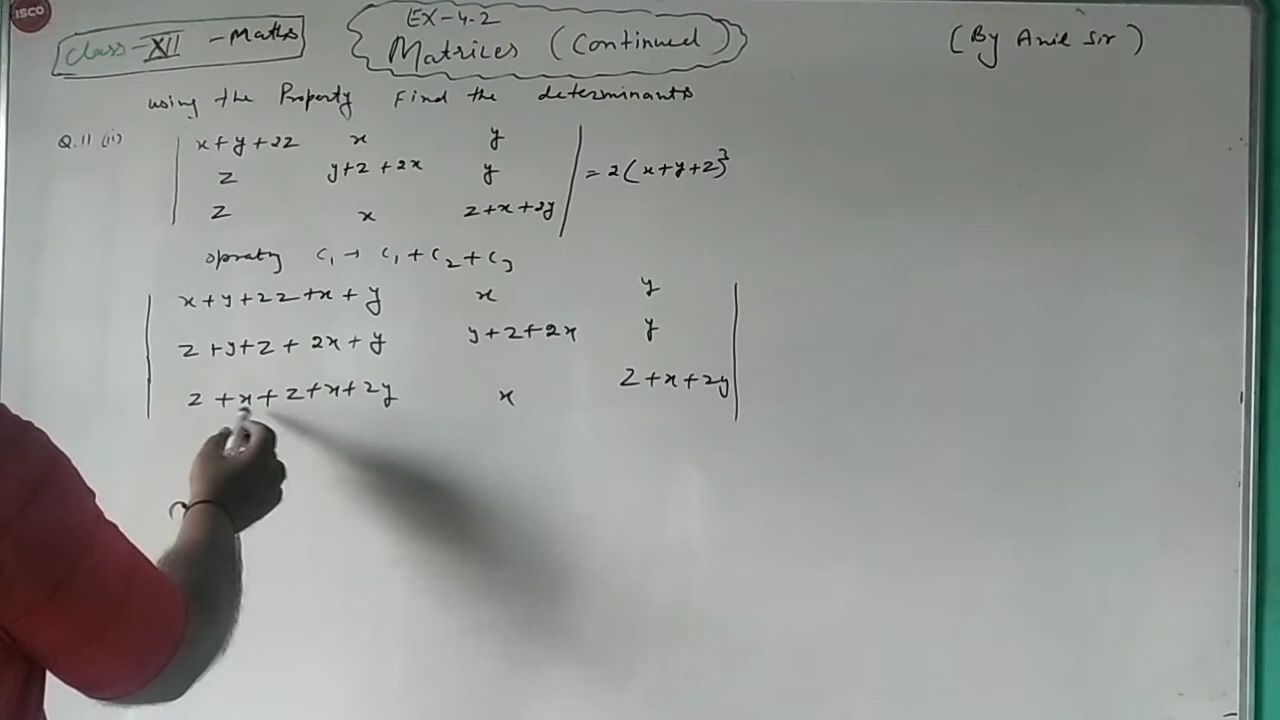 ISCO
Class-XII - Maths
EX-4.2
Matrices (Continued)
(By Anil Sir)
using the Property Find the determinants
Q.11 (ii)
x+y+2z x y
z y+z+2x y = 2(x+y+z)³
z x z+x+2y
opraty C₁ → C₁ + C₂ + C₃
x+y+2z+x+y x y
z+y+z+2x+y y+z+2x y
z+x+z+x+2y x z+x+2y